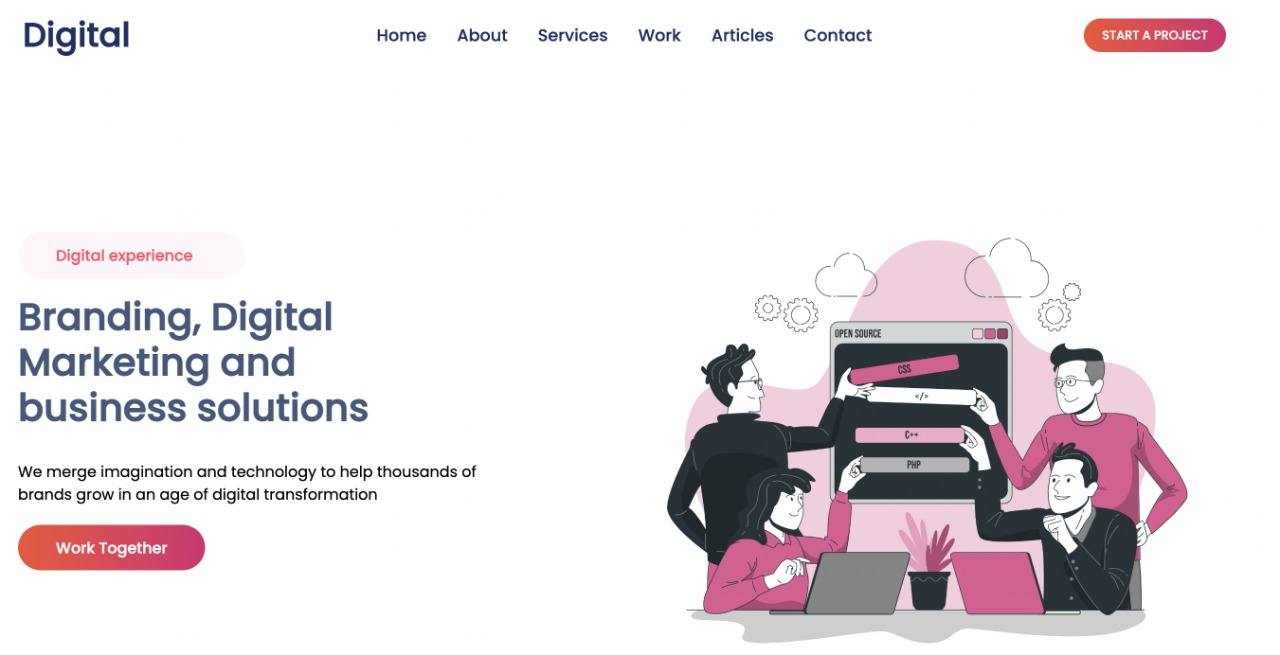 Digital
Home About Services Work Articles Contact
START A PROJECT
Digital experience
Branding, Digital
Marketing and
business solutions
We merge imagination and technology to help thousands of
brands grow in an age of digital transformation
Work Together
OPEN SOURCE
CSS
</>
C++
PHP